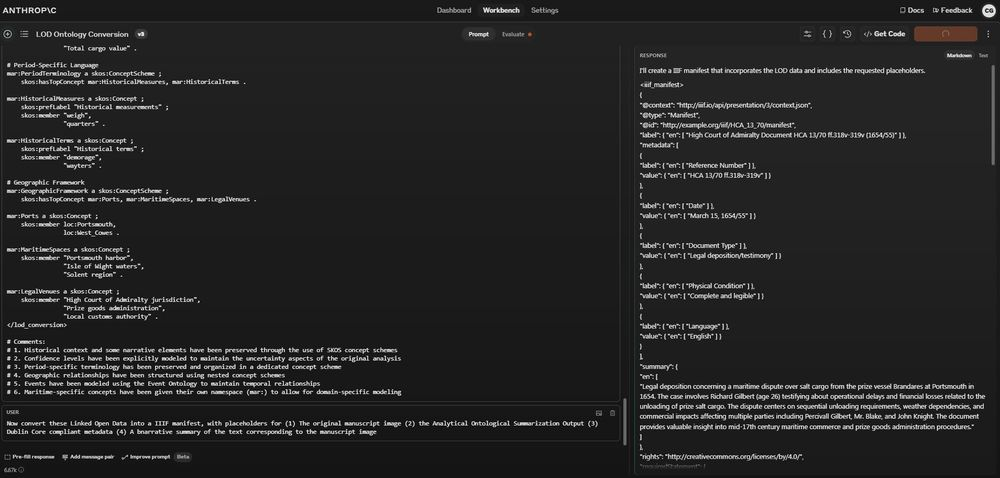 ANTHROP\C
Dashboard
Workbench
Settings
Docs
Feedback
CG
LOD Ontology Conversion
v8
Prompt
Evaluate
Get Code
"Total cargo value" .
# Period-Specific Language
mar:PeriodTerminology a skos:ConceptScheme ;
skos:hasTopConcept mar:HistoricalMeasures, mar:HistoricalTerms .
mar:HistoricalMeasures a skos:Concept ;
skos:prefLabel "Historical measurements" ;
skos:member "weigh",
"quarters" .
mar:HistoricalTerms a skos:Concept ;
skos:prefLabel "Historical terms" ;
skos:member "demorage",
"wayters" .
# Geographic Framework
mar:GeographicFramework a skos:ConceptScheme ;
skos:hasTopConcept mar:Ports, mar:MaritimeSpaces, mar:LegalVenues .
mar:Ports a skos:Concept ;
skos:member loc:Portsmouth,
loc:West_Cowes .
mar:MaritimeSpaces a skos:Concept ;
skos:member "Portsmouth harbor",
"Isle of Wight waters",
"Solent region" .
mar:LegalVenues a skos:Concept ;
skos:member "High Court of Admiralty jurisdiction",
"Prize goods administration",
"Local customs authority" .
</lod_conversion>
# Comments:
# 1. Historical context and some narrative elements have been preserved through the use of SKOS concept schemes
# 2. Confidence levels have been explicitly modeled to maintain the uncertainty aspects of the original analysis
# 3. Period-specific terminology has been preserved and organized in a dedicated concept scheme
# 4. Geographic relationships have been structured using nested concept schemes
# 5. Events have been modeled using the Event Ontology to maintain temporal relationships
# 6. Maritime-specific concepts have been given their own namespace (mar:) to allow for domain-specific modeling
USER
Now convert these Linked Open Data into a IIIF manifest, with placeholders for (1) The original manuscript image (2) the Analytical Ontological Summarization Output (3)
Dublin Core compliant metadata (4) A bnarrative summary of the text corresponding to the manuscript image
Pre-fill response
Add message pair
Improve prompt
Beta
6.67k
RESPONSE
Markdown
Text
I'll create a IIIF manifest that incorporates the LOD data and includes the requested placeholders.
<iiif_manifest>
{
"@context": "http://iiif.io/api/presentation/3/context.json",
"@type": "Manifest",
"@id": "http://example.org/iiif/HCA_13_70/manifest",
"label": { "en": [ "High Court of Admiralty Document HCA 13/70 ff.318v-319v (1654/55)" ] },
"metadata": [
{
"label": { "en": [ "Reference Number" ] },
"value": { "en": [ "HCA 13/70 ff.318v-319v" ] }
},
{
"label": { "en": [ "Date" ] },
"value": { "en": [ "March 15, 1654/55" ] }
},
{
"label": { "en": [ "Document Type" ] },
"value": { "en": [ "Legal deposition/testimony" ] }
},
{
"label": { "en": [ "Physical Condition" ] },
"value": { "en": [ "Complete and legible" ] }
},
{
"label": { "en": [ "Language" ] },
"value": { "en": [ "English" ] }
}
],
"summary": {
"en": [
"Legal deposition concerning a maritime dispute over salt cargo from the prize vessel Brandares at Portsmouth in
1654. The case involves Richard Gilbert (age 26) testifying about operational delays and financial losses related to the
unloading of prize salt cargo. The dispute centers on sequential unloading requirements, weather dependencies, and
commercial impacts affecting multiple parties including Percivall Gilbert, Mr. Blake, and John Knight. The document
provides valuable insight into mid-17th century maritime commerce and prize goods administration procedures."
]
},
"rights": "http://creativecommons.org/licenses/by/4.0/",
"requiredStatement": {